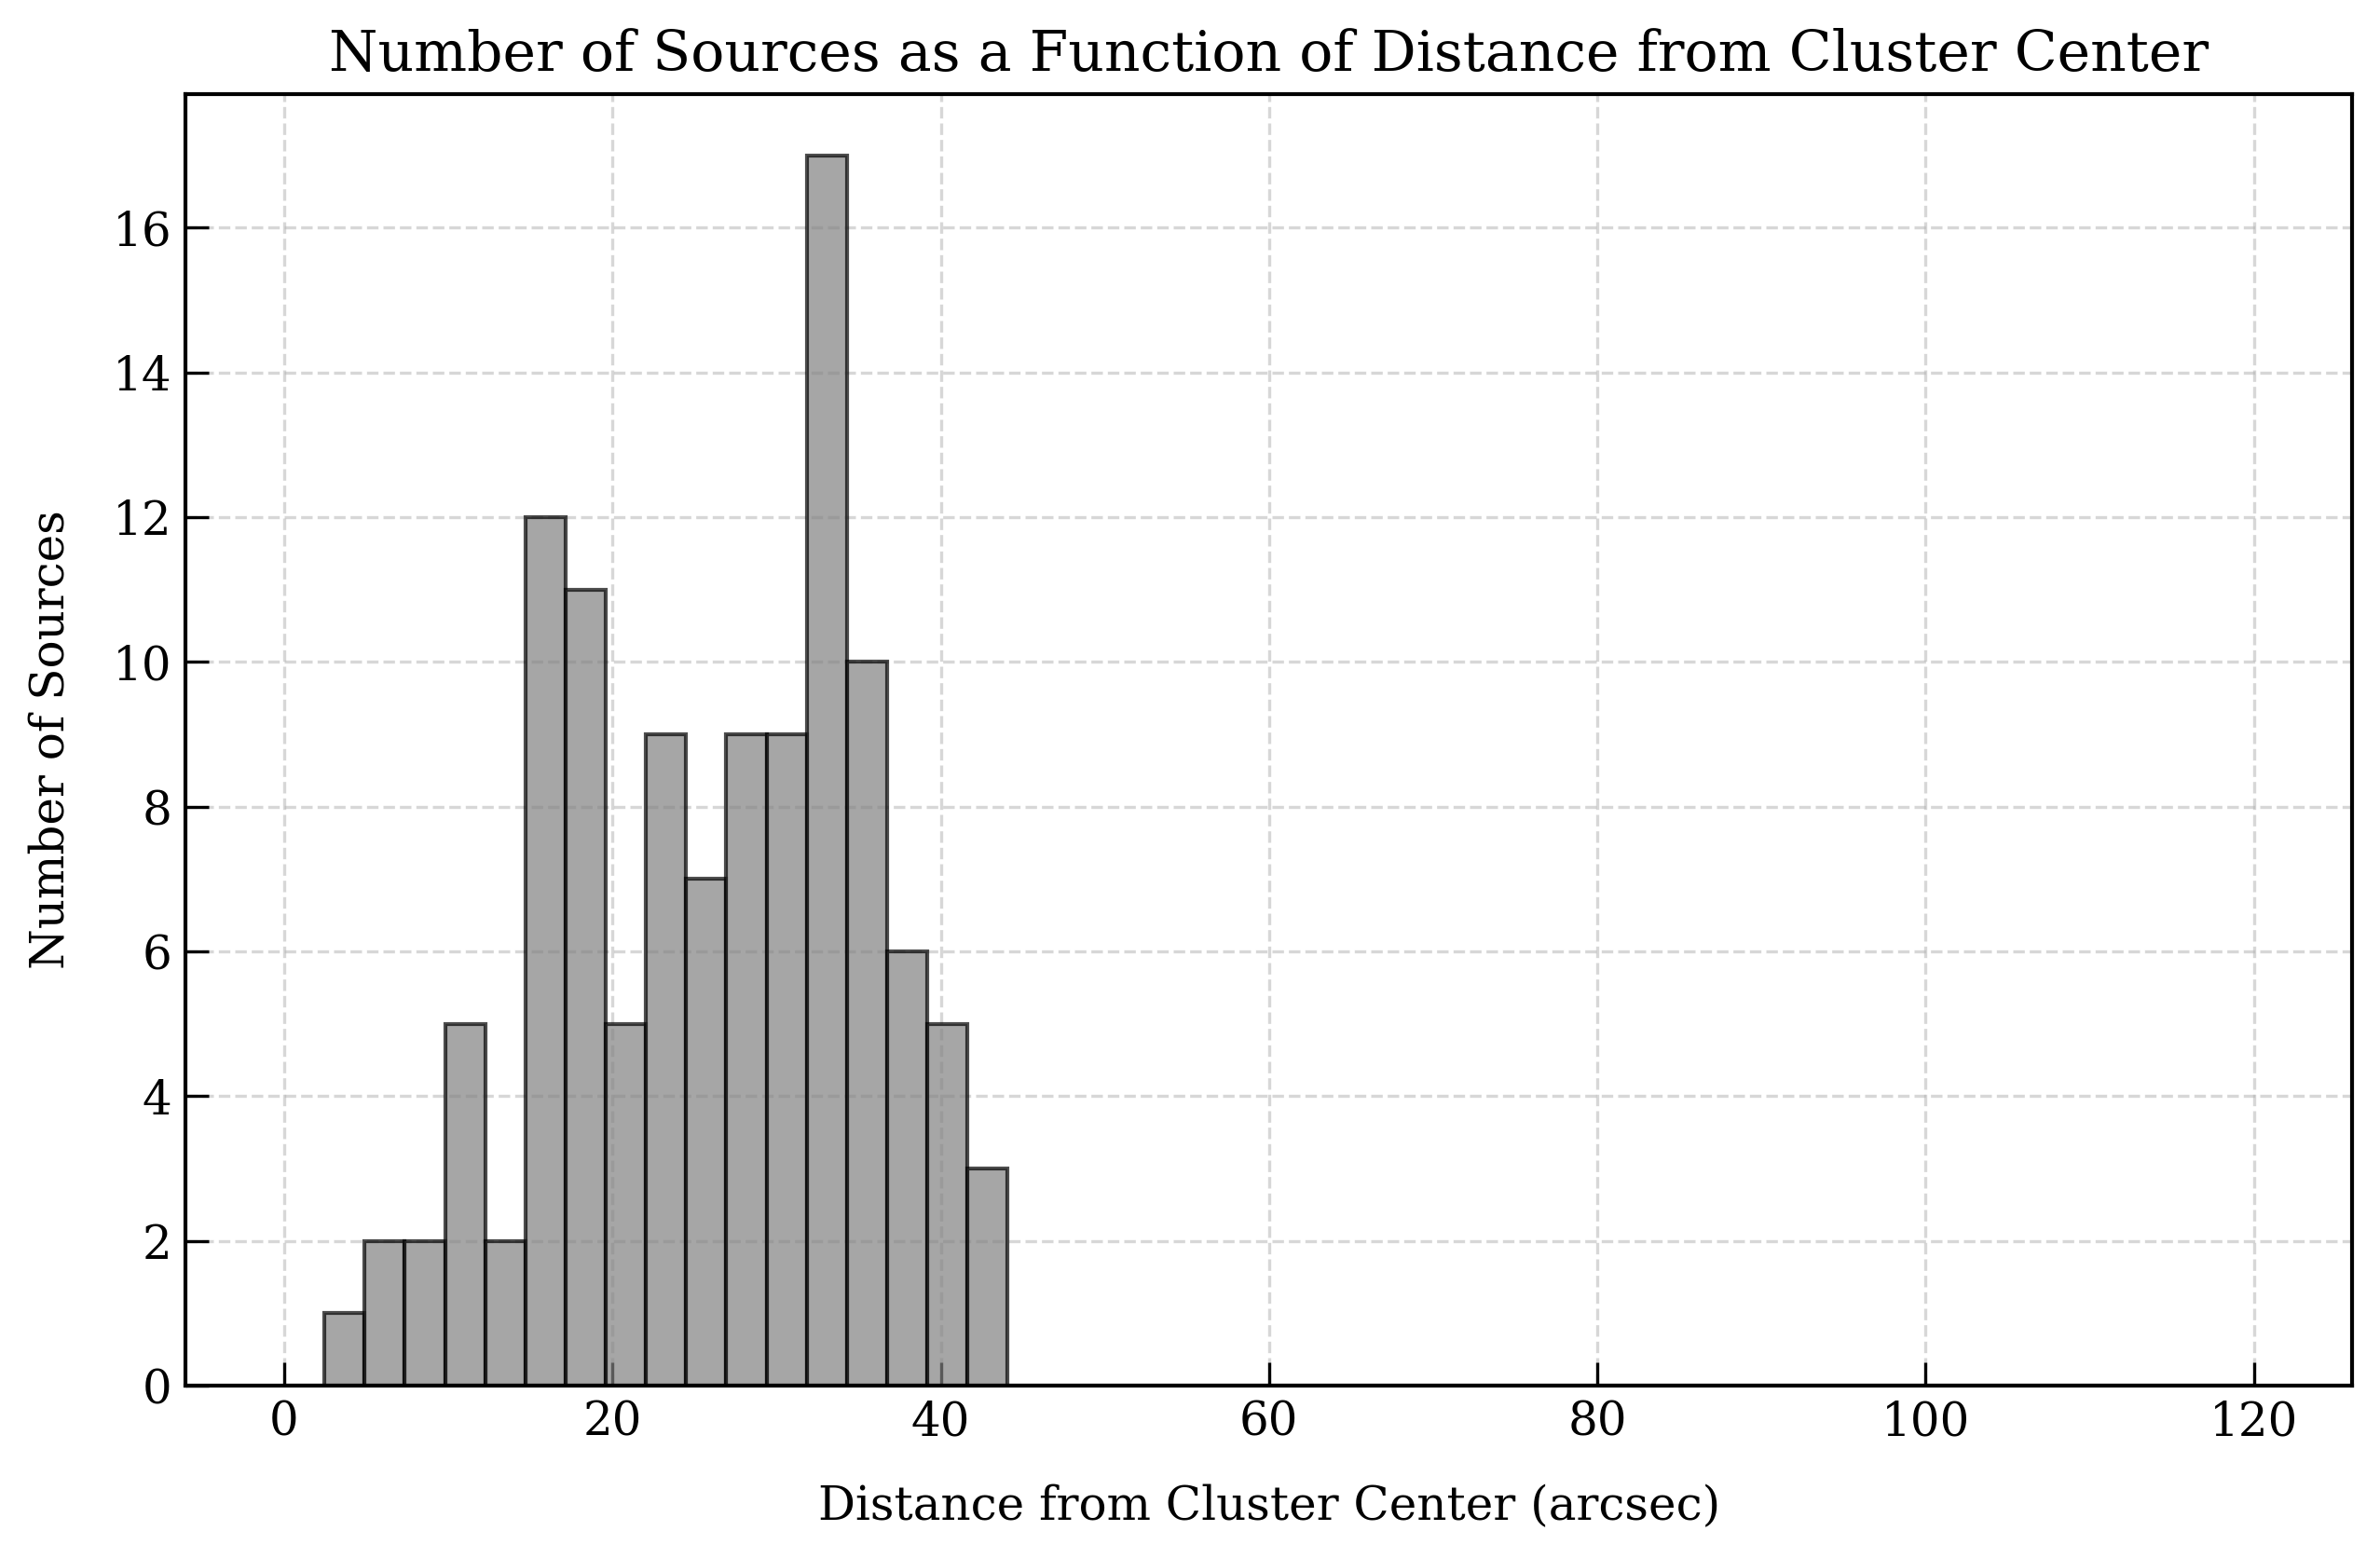 Number of Sources as a Function of Distance from Cluster Center
Number of Sources
16
14
12
10
8
6
4
2
0
0 20 40 60 80 100 120
Distance from Cluster Center (arcsec)